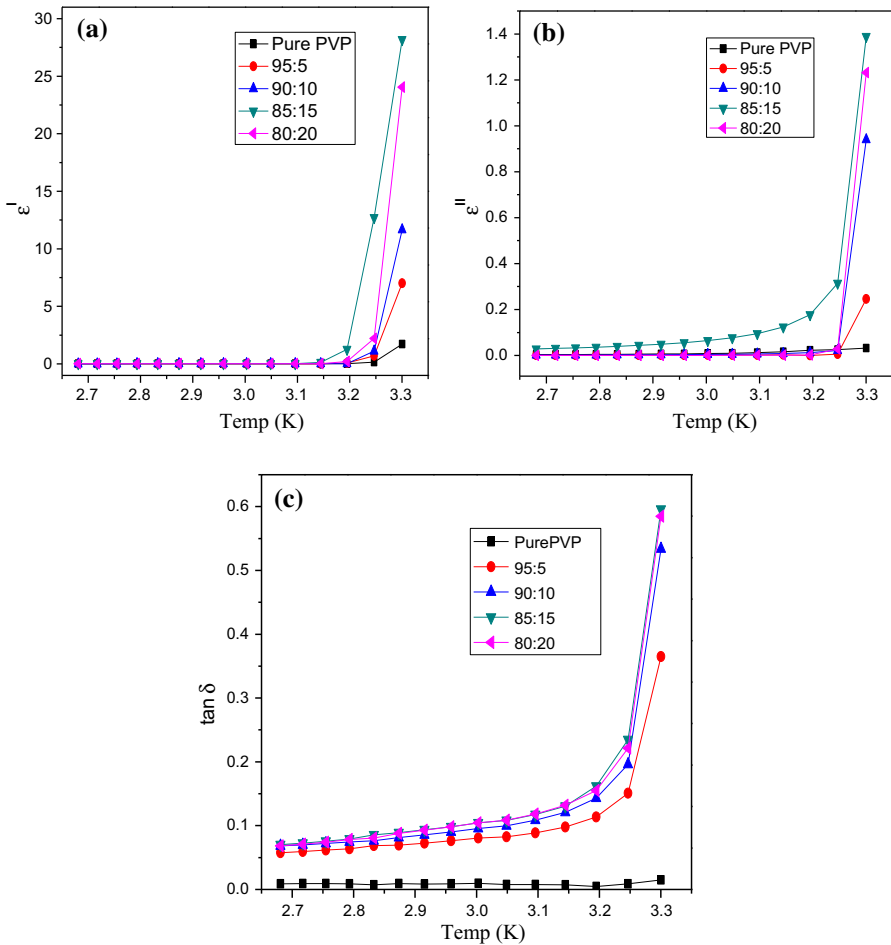 (a)
30
25
20
15
10
5
0
ε^I
Pure PVP
95:5
90:10
85:15
80:20
2.7 2.8 2.9 3.0 3.1 3.2 3.3
Temp (K)
(b)
1.4
1.2
1.0
0.8
0.6
0.4
0.2
0.0
ε^II
Pure PVP
95:5
90:10
85:15
80:20
2.7 2.8 2.9 3.0 3.1 3.2 3.3
Temp (K)
(c)
0.6
0.5
0.4
0.3
0.2
0.1
0.0
tan δ
PurePVP
95:5
90:10
85:15
80:20
2.7 2.8 2.9 3.0 3.1 3.2 3.3
Temp (K)